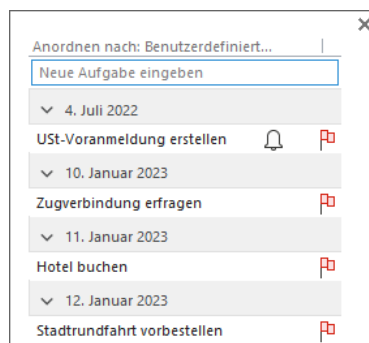 Anordnen nach: Benutzerdefiniert...
Neue Aufgabe eingeben
4. Juli 2022
USt-Voranmeldung erstellen
10. Januar 2023
Zugverbindung erfragen
11. Januar 2023
Hotel buchen
12. Januar 2023
Stadtrundfahrt vorbestellen